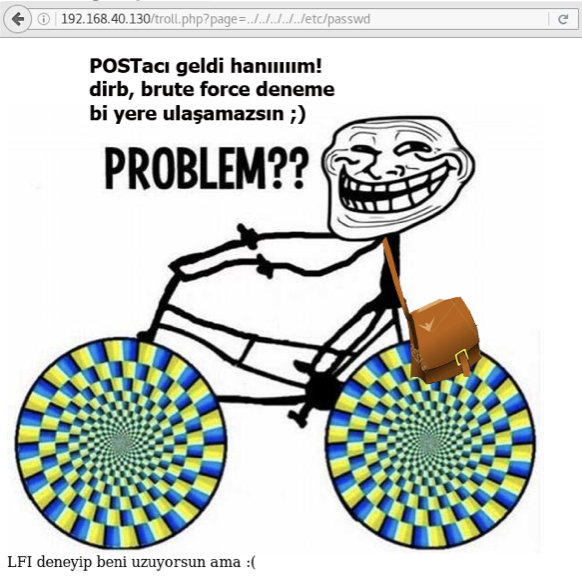 192.168.40.130/troll.php?page=../../../../../etc/passwd
POSTacı geldi hanıııııım!
dirb, brute force deneme
bi yere ulaşamazsın ;)
PROBLEM??
LFI deneyip beni uzuyorsun ama :(